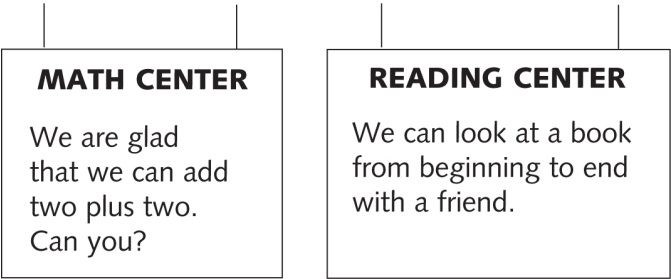 MATH CENTER
We are glad
that we can add
two plus two.
Can you?
READING CENTER
We can look at a book
from beginning to end
with a friend.